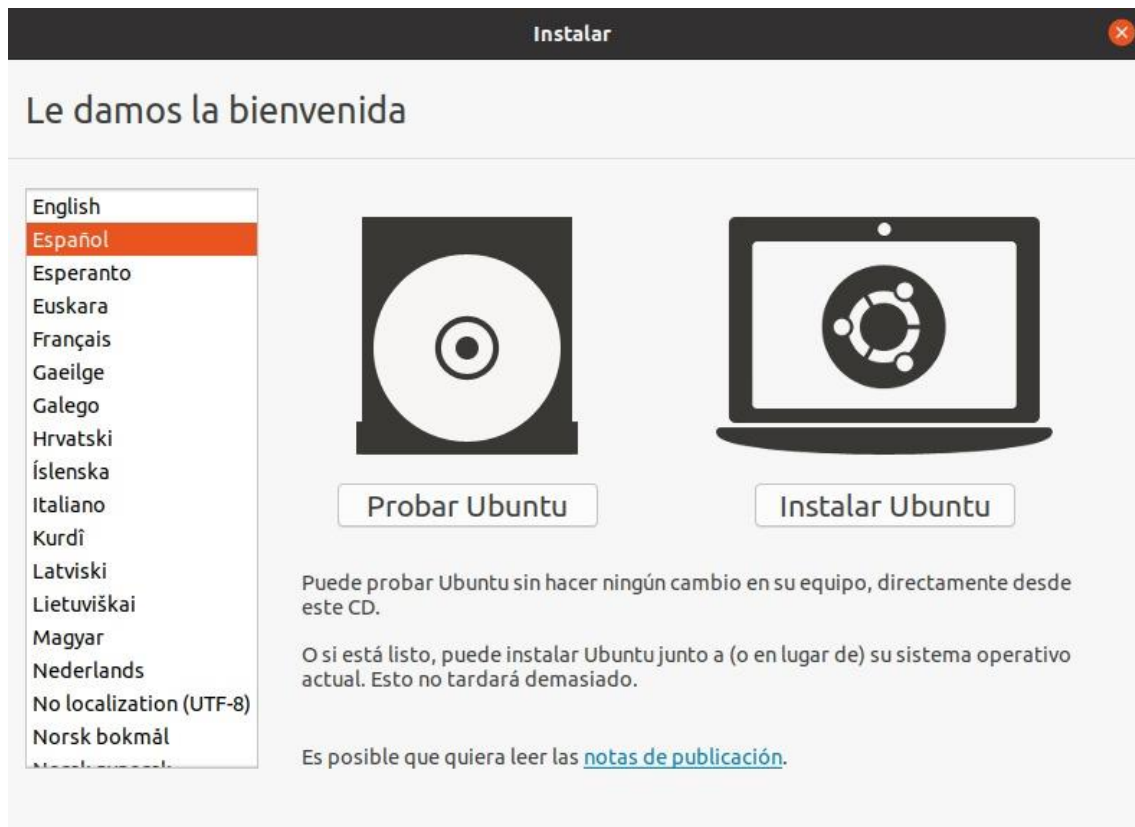 Instalar
Le damos la bienvenida
English
Español
Esperanto
Euskara
Français
Gaeilge
Galego
Hrvatski
Íslenska
Italiano
Kurdî
Latviski
Lietuviškai
Magyar
Nederlands
No localization (UTF-8)
Norsk bokmål
Probar Ubuntu
Instalar Ubuntu
Puede probar Ubuntu sin hacer ningún cambio en su equipo, directamente desde
este CD.
O si está listo, puede instalar Ubuntu junto a (o en lugar de) su sistema operativo
actual. Esto no tardará demasiado.
Es posible que quiera leer las notas de publicación.